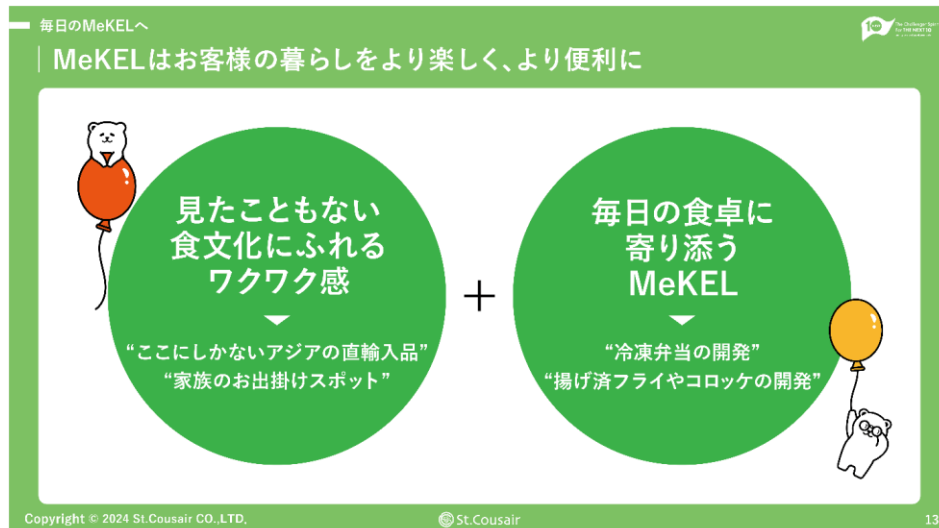 毎日のMeKELへ
MeKELはお客様の暮らしをより楽しく、より便利に
見たこともない
食文化にふれる
ワクワク感
“ここにしかないアジアの直輸入品”
“家族のお出掛けスポット”
+
毎日の食卓に
寄り添う
MeKEL
“冷凍弁当の開発”
“揚げ済フライやコロッケの開発”
Copyright © 2024 St.Cousair CO.,LTD.
St.Cousair
13